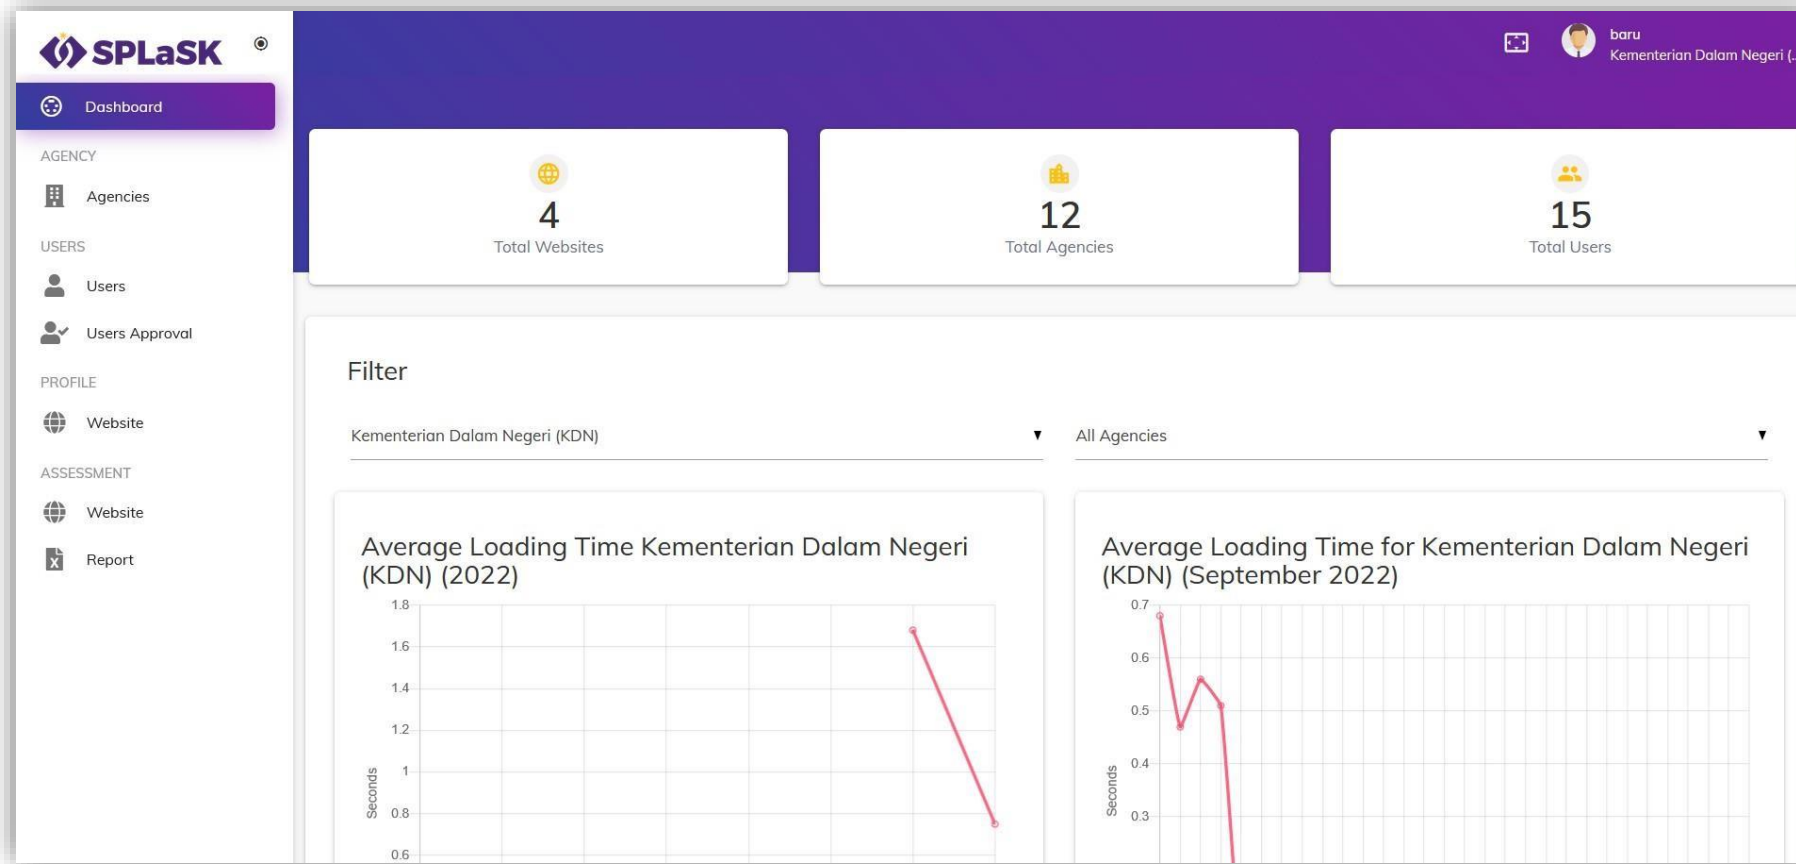 SPLaSK
baru
Kementerian Dalam Negeri (..
Dashboard
AGENCY
Agencies
USERS
Users
Users Approval
PROFILE
Website
ASSESSMENT
Website
Report
4
Total Websites
12
Total Agencies
15
Total Users
Filter
Kementerian Dalam Negeri (KDN)
All Agencies
Average Loading Time Kementerian Dalam Negeri
(KDN) (2022)
1.8
1.6
1.4
1.2
1
0.8
0.6
Seconds
Average Loading Time for Kementerian Dalam Negeri
(KDN) (September 2022)
0.7
0.6
0.5
0.4
0.3
Seconds